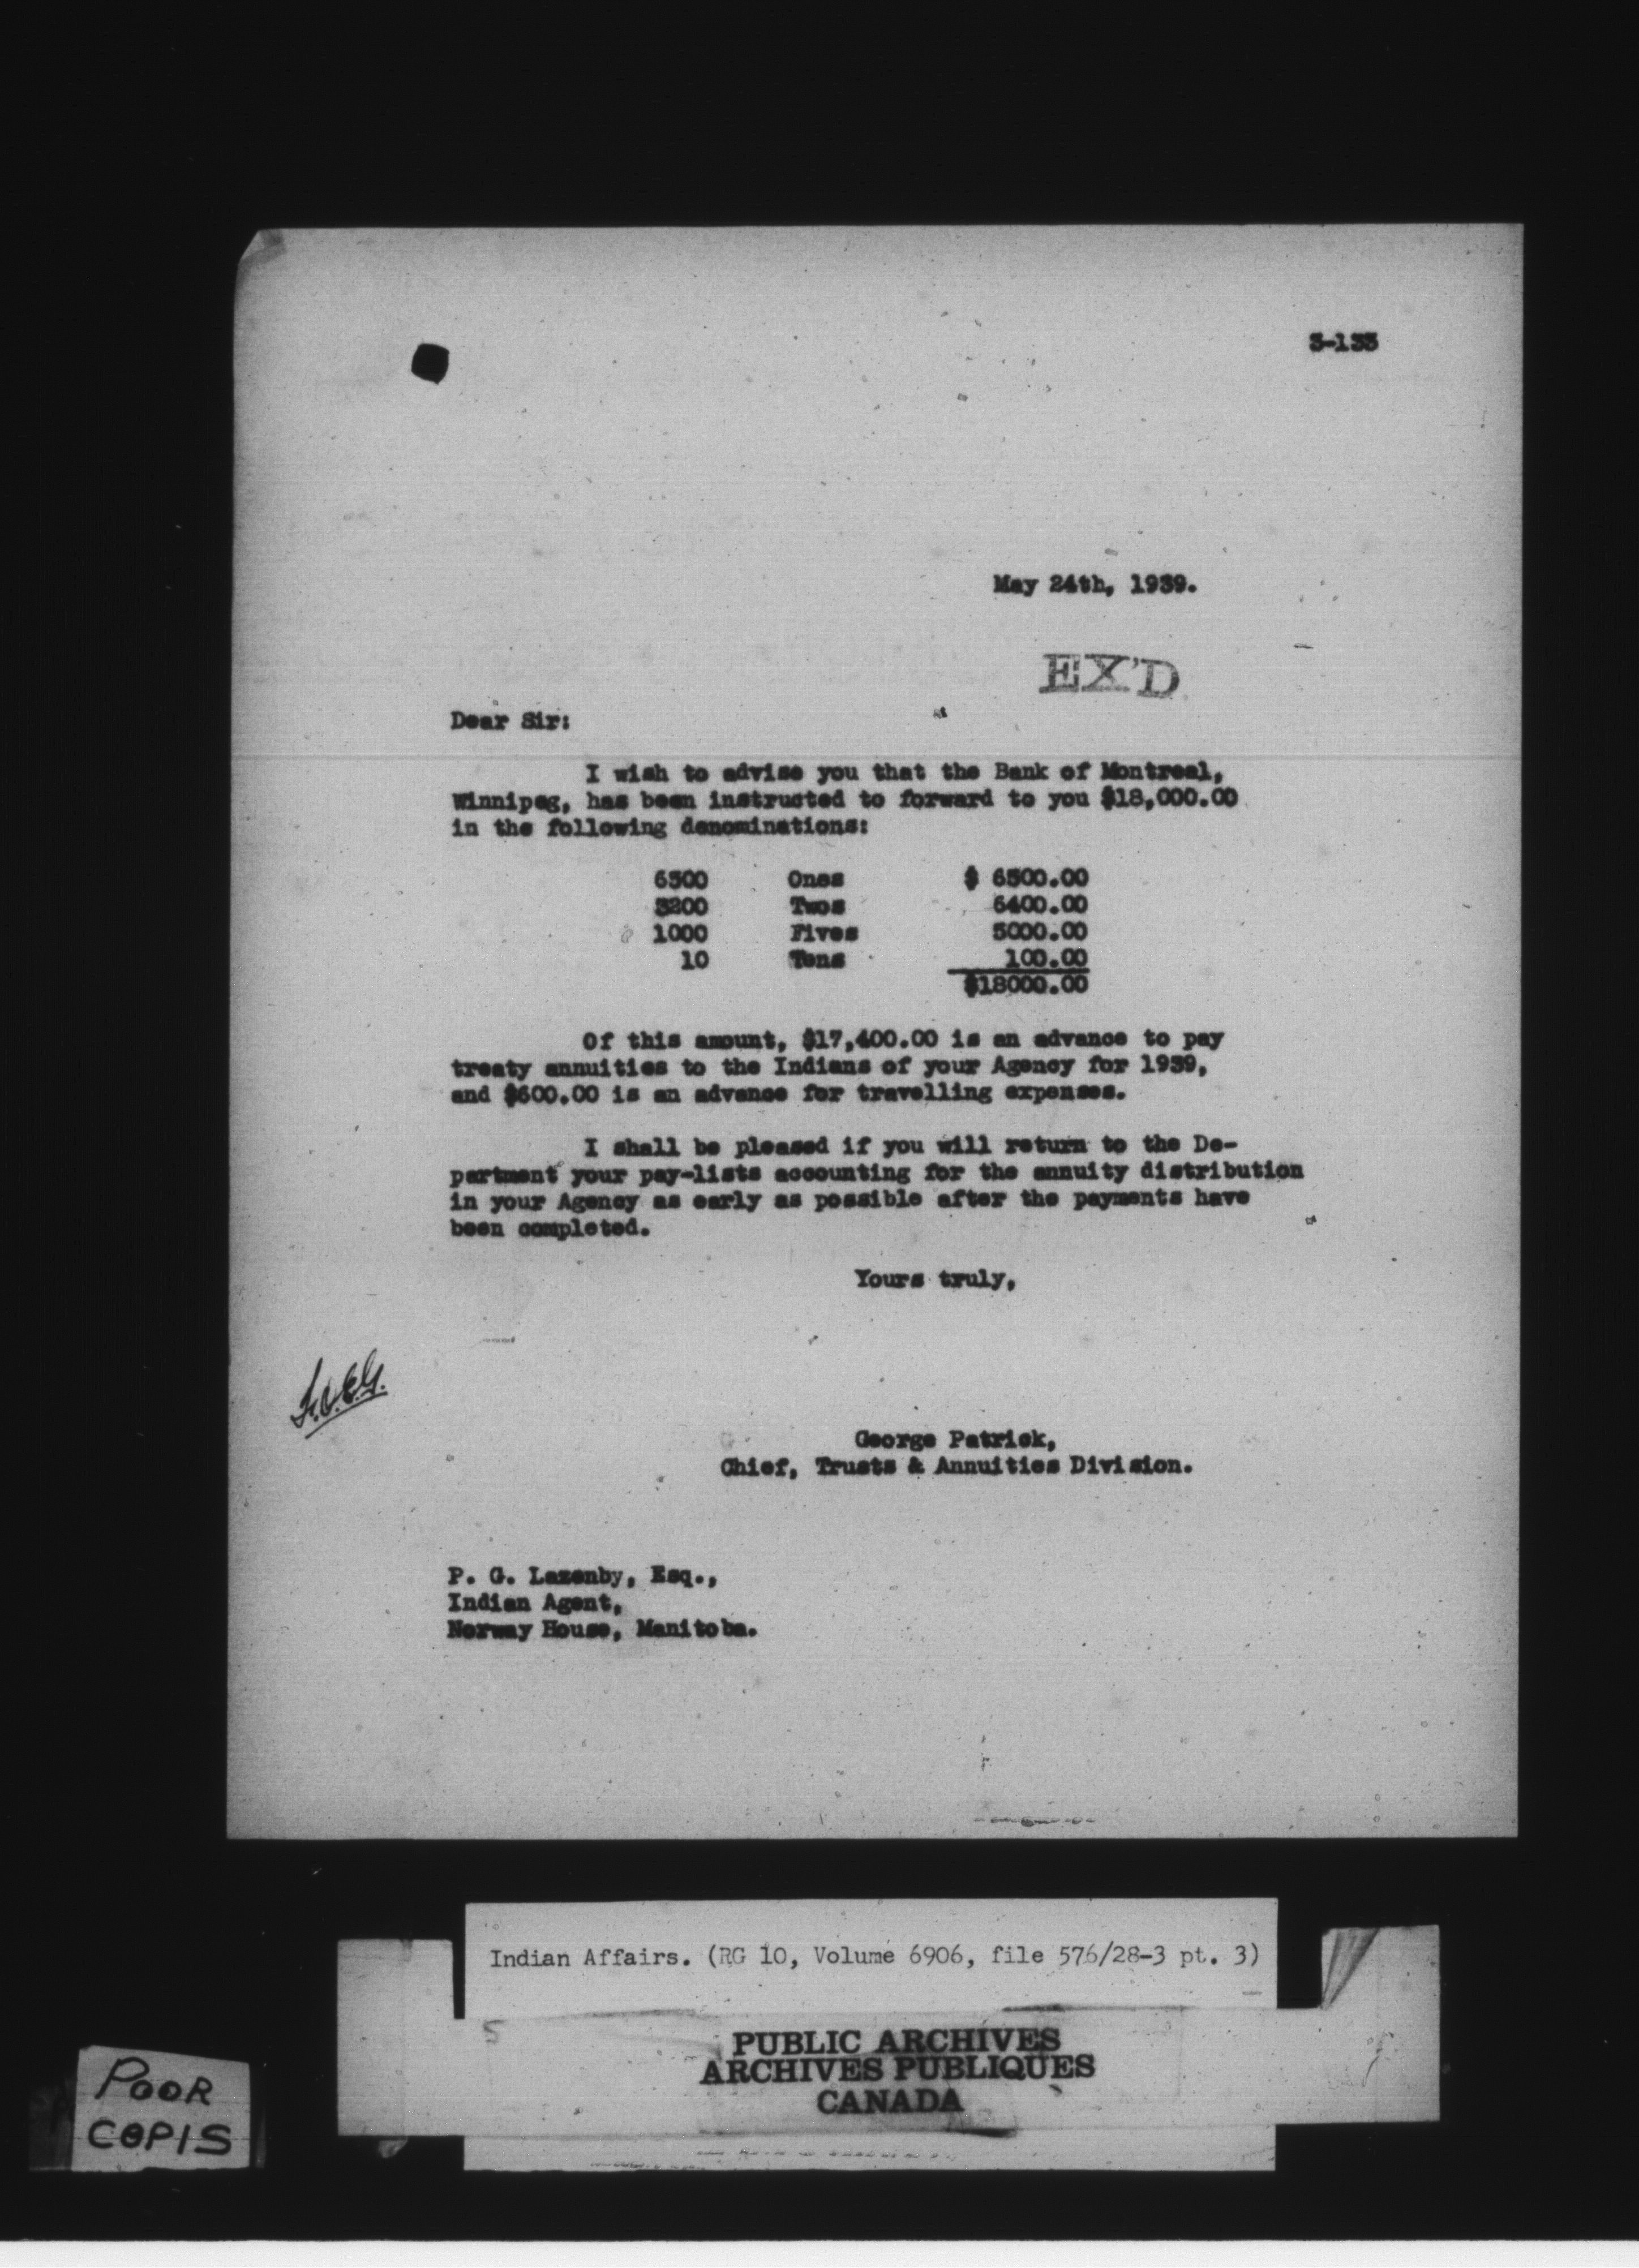 3-133
May 24th, 1939.
EX'D
Dear Sir:
I wish to advise you that the Bank of Montreal,
Winnipeg, has been instructed to forward to you $18,000.00
in the following denominations:
6500 Ones $ 6500.00
3200 Twos 6400.00
1000 Fives 5000.00
10 Tens 100.00
$18000.00
Of this amount, $17,400.00 is an advance to pay
treaty annuities to the Indians of your Agency for 1939,
and $600.00 is an advance for travelling expenses.
I shall be pleased if you will return to the De-
partment your pay-lists accounting for the annuity distribution
in your Agency as early as possible after the payments have
been completed.
Yours truly,
George Patrick,
Chief, Trusts & Annuities Division.
P. G. Lazenby, Esq.,
Indian Agent,
Norway House, Manitoba.
Indian Affairs. (RG 10, Volume 6906, file 576/28-3 pt. 3)
5
PUBLIC ARCHIVES
ARCHIVES PUBLIQUES
CANADA
POOR
COPIS